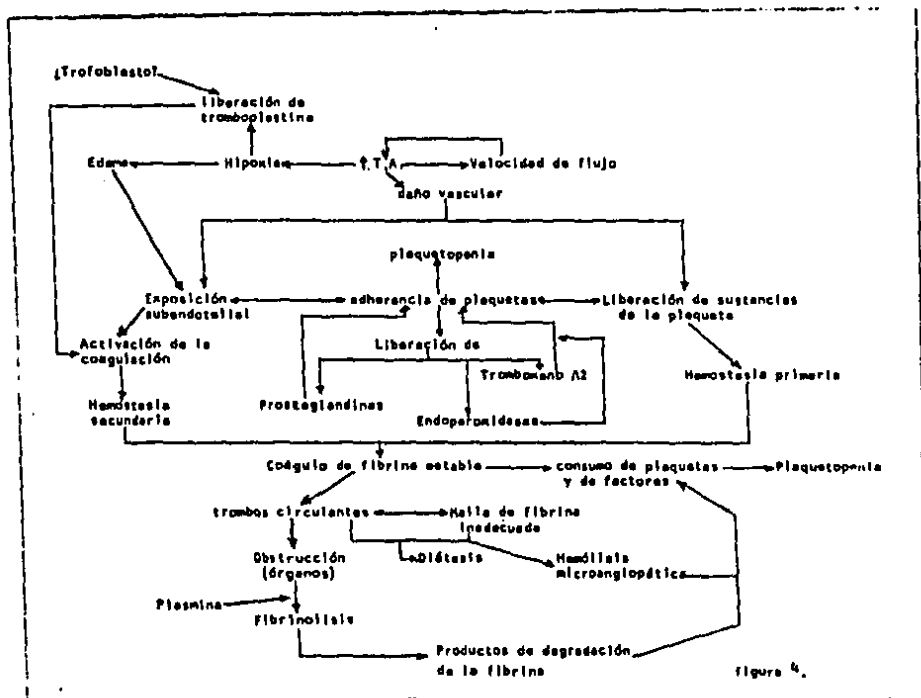 ¿Trofoblasto?
liberación de
tromboplastina
Edema
Hipoxia
↑ T.A
Velocidad de flujo
daño vascular
plaquetopenia
Exposición
subendotelial
adherencia de plaquetas
Liberación de sustancias
de la plaqueta
Activación de la
coagulación
Liberación de
Tromboxano A2
Hemostasia primaria
Hemostasia
secundaria
Prostaglandinas
Endoperoxidasas
Coágulo de fibrina estable
consumo de plaquetas
y de factores
Plaquetopenia
trombos circulantes
Malla de fibrina
inadecuada
Obstrucción
(órganos)
Diátesis
Hemólisis
microangiopática
Plasmina
Fibrinolisis
Productos de degradación
de la fibrina
figura 4.